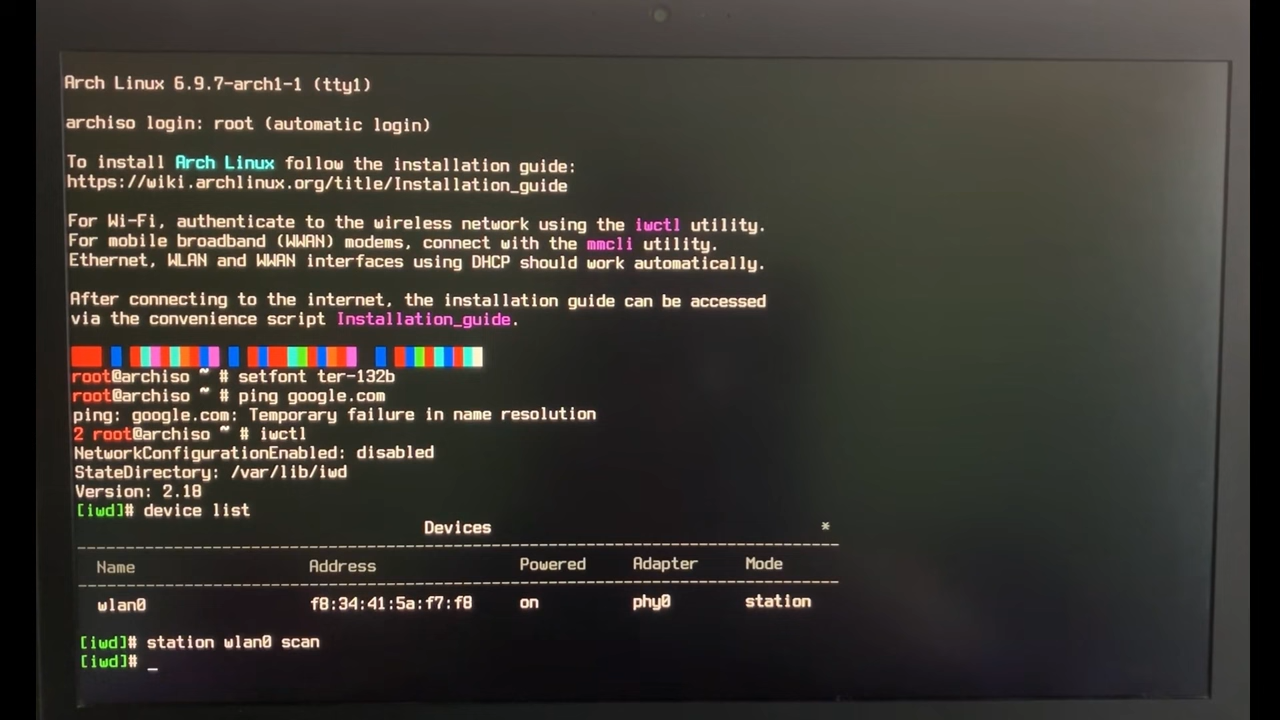 Arch Linux 6.9.7-arch1-1 (tty1)
archiso login: root (automatic login)
To install Arch Linux follow the installation guide:
https://wiki.archlinux.org/title/Installation_guide
For Wi-Fi, authenticate to the wireless network using the iwctl utility.
For mobile broadband (WWAN) modems, connect with the mmcli utility.
Ethernet, WLAN and WWAN interfaces using DHCP should work automatically.
After connecting to the internet, the installation guide can be accessed
via the convenience script Installation_guide.
root@archiso ~ # setfont ter-132b
root@archiso ~ # ping google.com
ping: google.com: Temporary failure in name resolution
2 root@archiso ~ # iwctl
NetworkConfigurationEnabled: disabled
StateDirectory: /var/lib/iwd
Version: 2.18
[iwd]# device list
Devices *
--------------------------------------------------------------------------------
Name Address Powered Adapter Mode
--------------------------------------------------------------------------------
wlan0 f8:34:41:5a:f7:f8 on phy0 station
[iwd]# station wlan0 scan
[iwd]# _